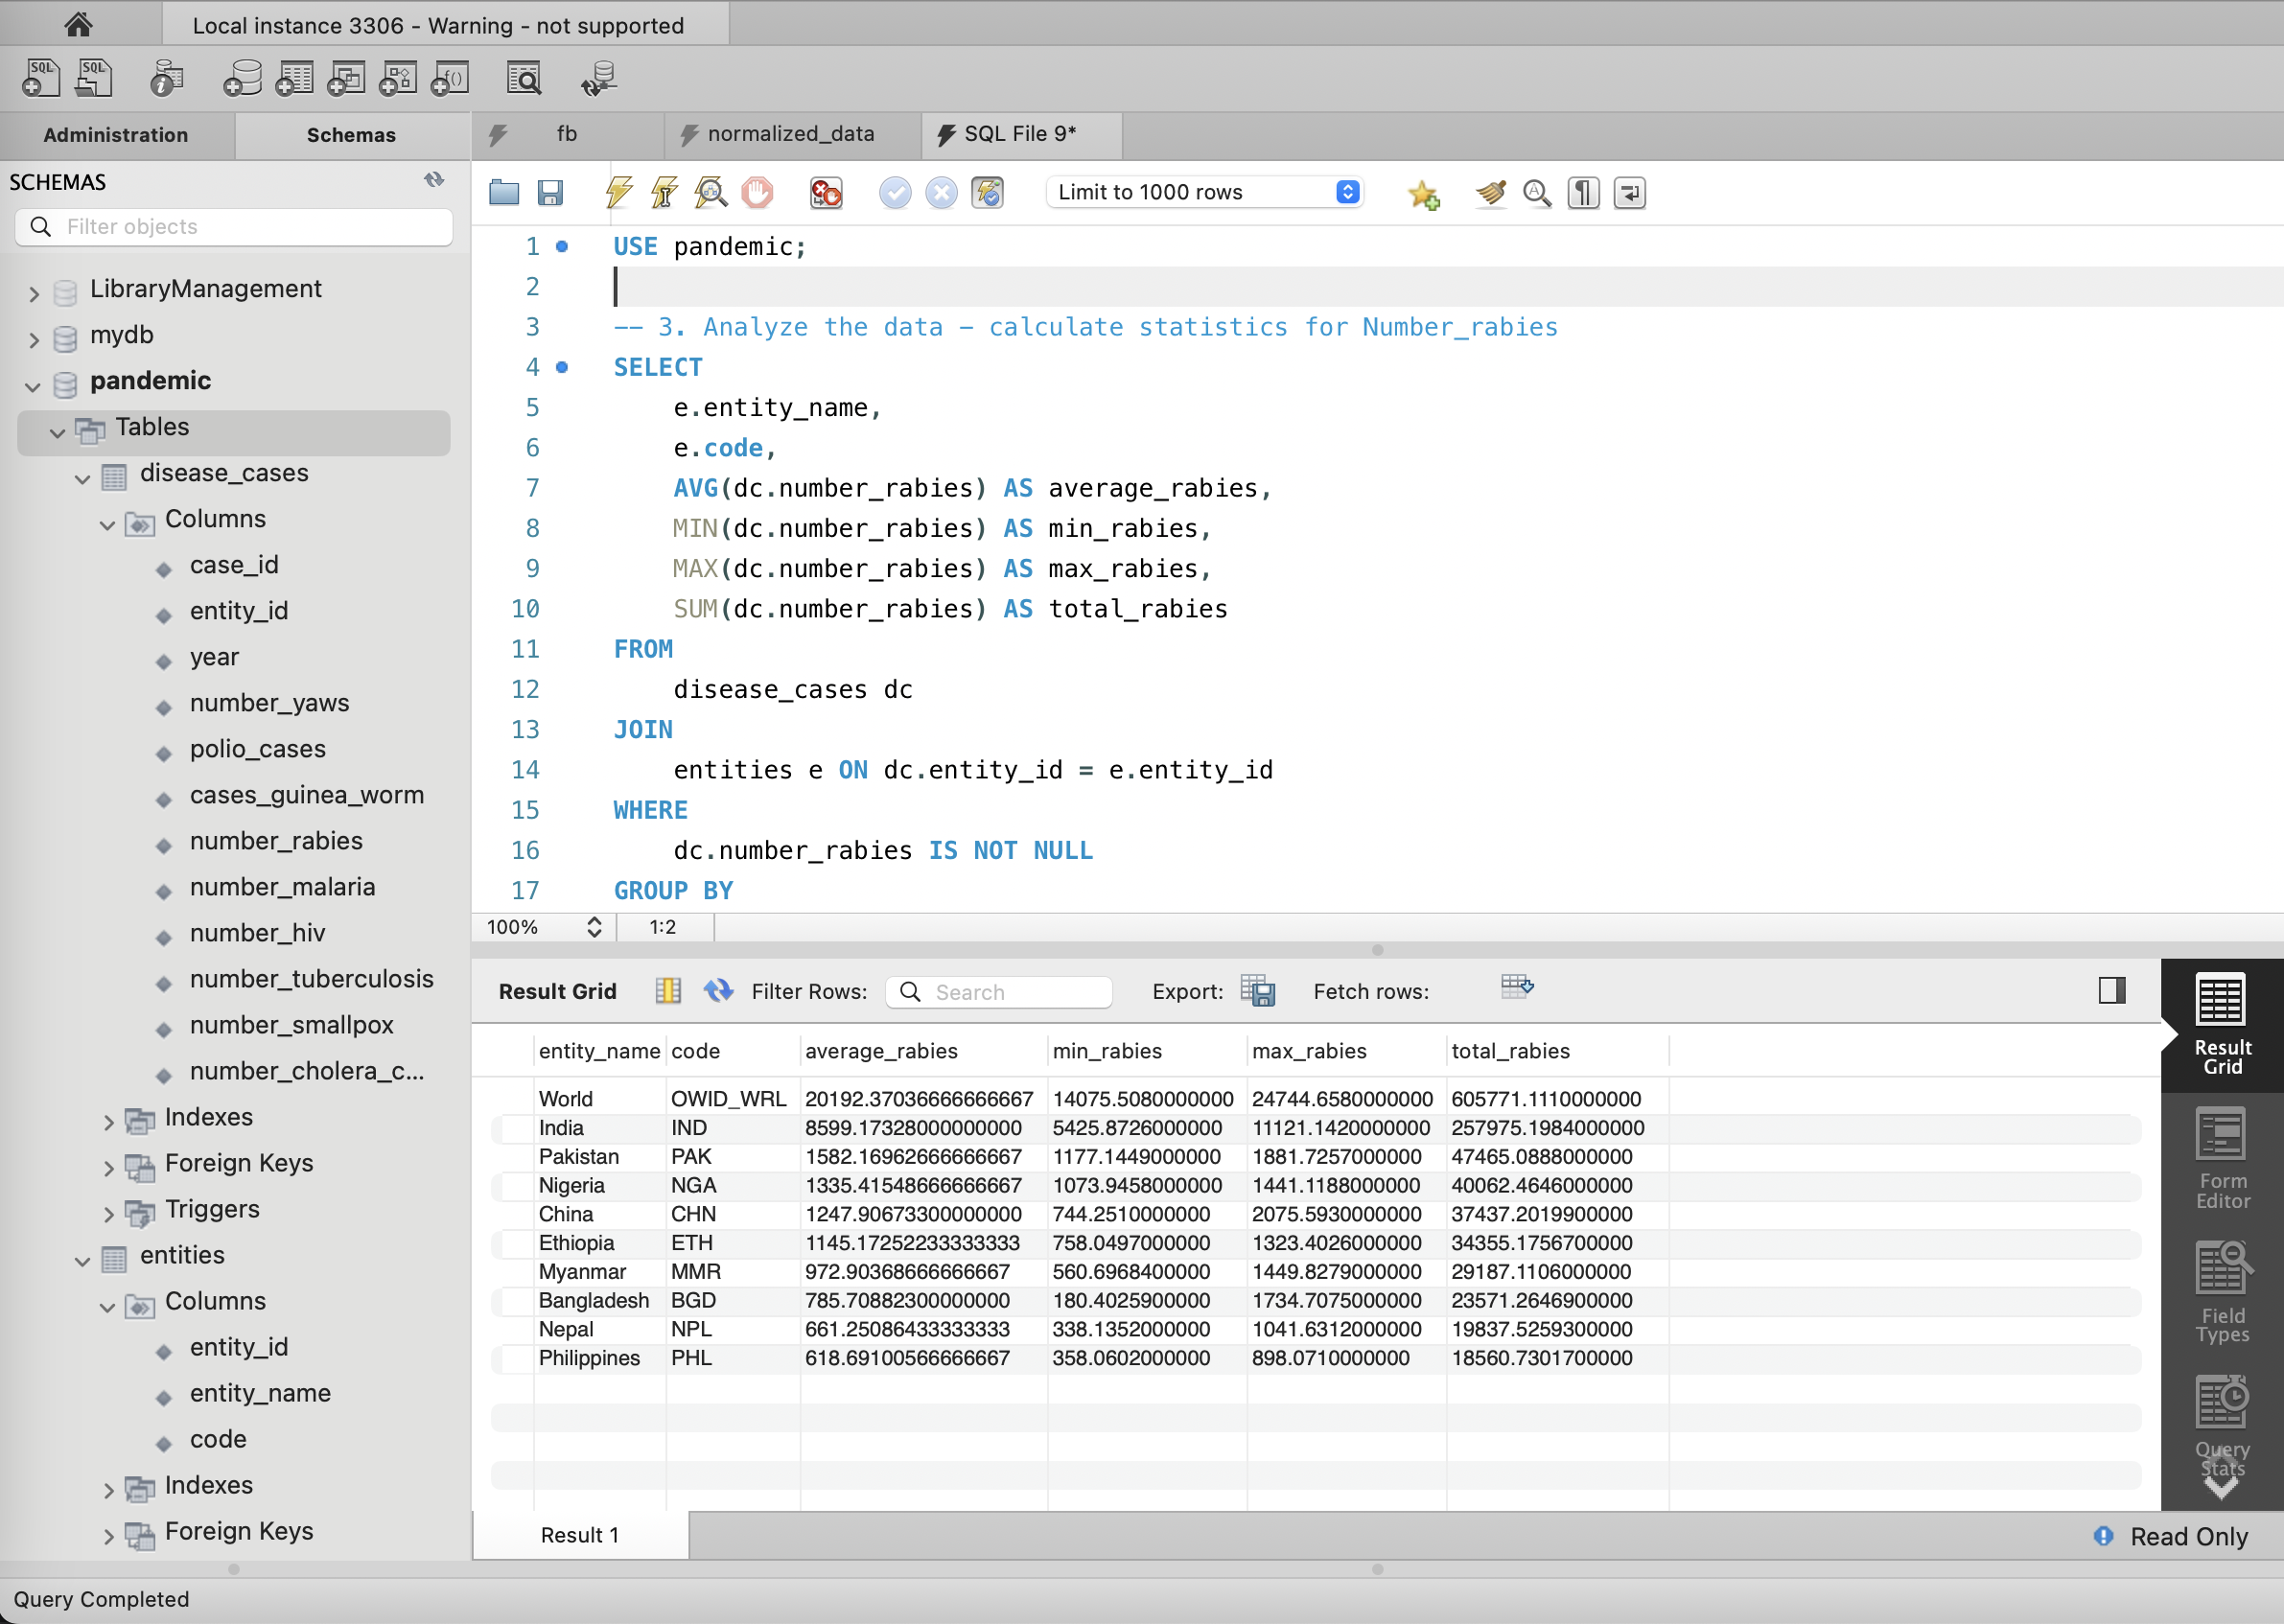 Local instance 3306 - Warning - not supported
SQL
SQL
Administration
Schemas
fb
normalized_data
SQL File 9*
SCHEMAS
Filter objects
Limit to 1000 rows
LibraryManagement
mydb
pandemic
Tables
disease_cases
Columns
case_id
entity_id
year
number_yaws
polio_cases
cases_guinea_worm
number_rabies
number_malaria
number_hiv
number_tuberculosis
number_smallpox
number_cholera_c...
Indexes
Foreign Keys
Triggers
entities
Columns
entity_id
entity_name
code
Indexes
Foreign Keys
1 USE pandemic;
2
3 -- 3. Analyze the data - calculate statistics for Number_rabies
4 SELECT
5 e.entity_name,
6 e.code,
7 AVG(dc.number_rabies) AS average_rabies,
8 MIN(dc.number_rabies) AS min_rabies,
9 MAX(dc.number_rabies) AS max_rabies,
10 SUM(dc.number_rabies) AS total_rabies
11 FROM
12 disease_cases dc
13 JOIN
14 entities e ON dc.entity_id = e.entity_id
15 WHERE
16 dc.number_rabies IS NOT NULL
17 GROUP BY
100% 1:2
Result Grid Filter Rows: Search Export: Fetch rows:
entity_name code average_rabies min_rabies max_rabies total_rabies
World OWID_WRL 20192.37036666666667 14075.5080000000 24744.6580000000 605771.1110000000
India IND 8599.17328000000000 5425.8726000000 11121.1420000000 257975.1984000000
Pakistan PAK 1582.16962666666667 1177.1449000000 1881.7257000000 47465.0888000000
Nigeria NGA 1335.41548666666667 1073.9458000000 1441.1188000000 40062.4646000000
China CHN 1247.90673300000000 744.2510000000 2075.5930000000 37437.2019900000
Ethiopia ETH 1145.17252233333333 758.0497000000 1323.4026000000 34355.1756700000
Myanmar MMR 972.90368666666667 560.6968400000 1449.8279000000 29187.1106000000
Bangladesh BGD 785.70882300000000 180.4025900000 1734.7075000000 23571.2646900000
Nepal NPL 661.25086433333333 338.1352000000 1041.6312000000 19837.5259300000
Philippines PHL 618.69100566666667 358.0602000000 898.0710000000 18560.7301700000
Result
Grid
Form
Editor
Field
Types
Query
Stats
Result 1
Read Only
Query Completed